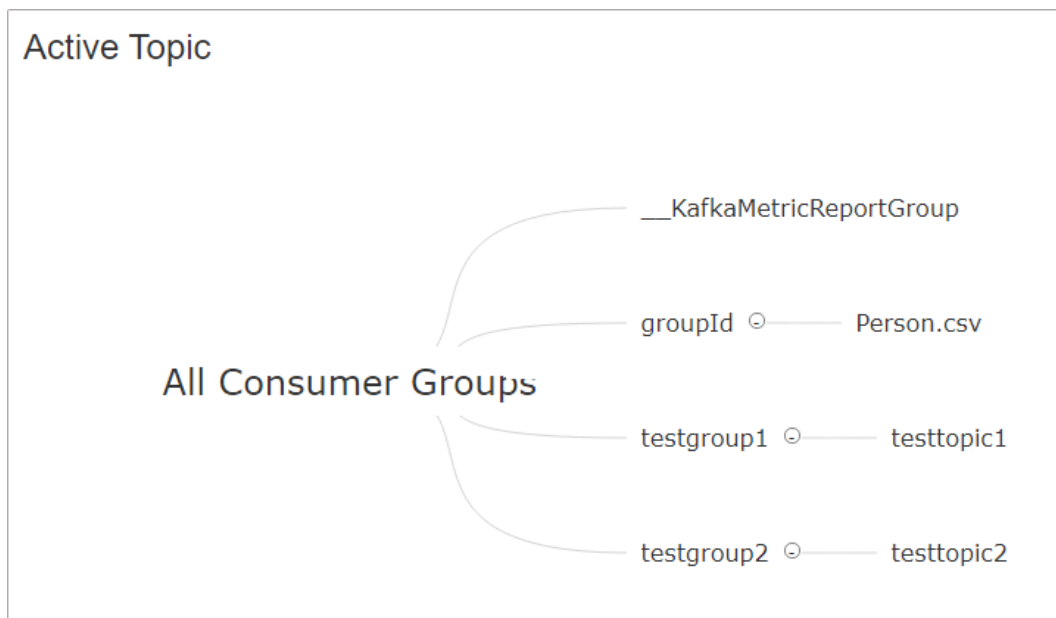 Active Topic
__KafkaMetricReportGroup
groupId - Person.csv
All Consumer Groups
testgroup1 - testtopic1
testgroup2 - testtopic2